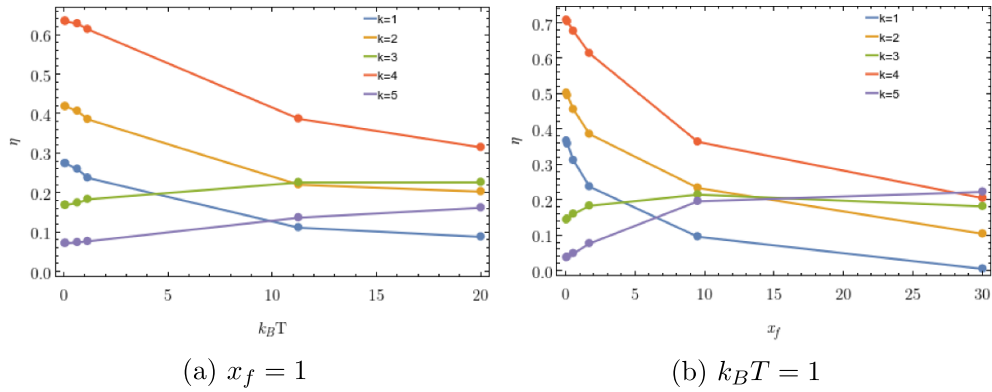 k=1
k=2
k=3
k=4
k=5
η
0.6
0.5
0.4
0.3
0.2
0.1
0.0
0 5 10 15 20
k_BT
(a) x_f = 1
k=1
k=2
k=3
k=4
k=5
η
0.7
0.6
0.5
0.4
0.3
0.2
0.1
0.0
0 5 10 15 20 25 30
x_f
(b) k_BT = 1